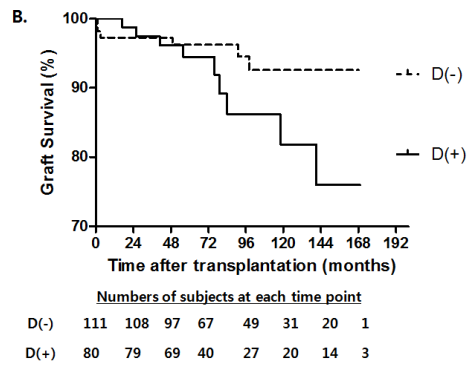 B.
Graft Survival (%)
100
90
80
70
0 24 48 72 96 120 144 168 192
Time after transplantation (months)
D(-)
D(+)
Numbers of subjects at each time point
D(-) 111 108 97 67 49 31 20 1
D(+) 80 79 69 40 27 20 14 3